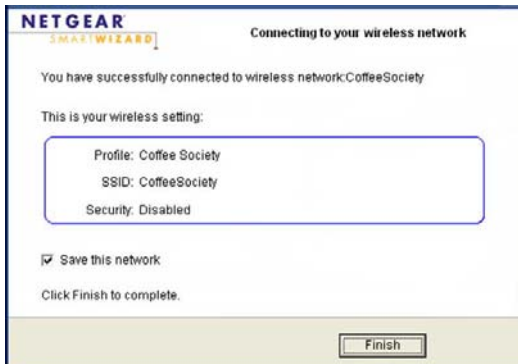 NETGEAR
SMARTWIZARD
Connecting to your wireless network
You have successfully connected to wireless network:CoffeeSociety
This is your wireless setting:
Profile: Coffee Society
SSID: CoffeeSociety
Security: Disabled
Save this network
Click Finish to complete.
Finish